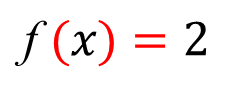 f(x) = 2